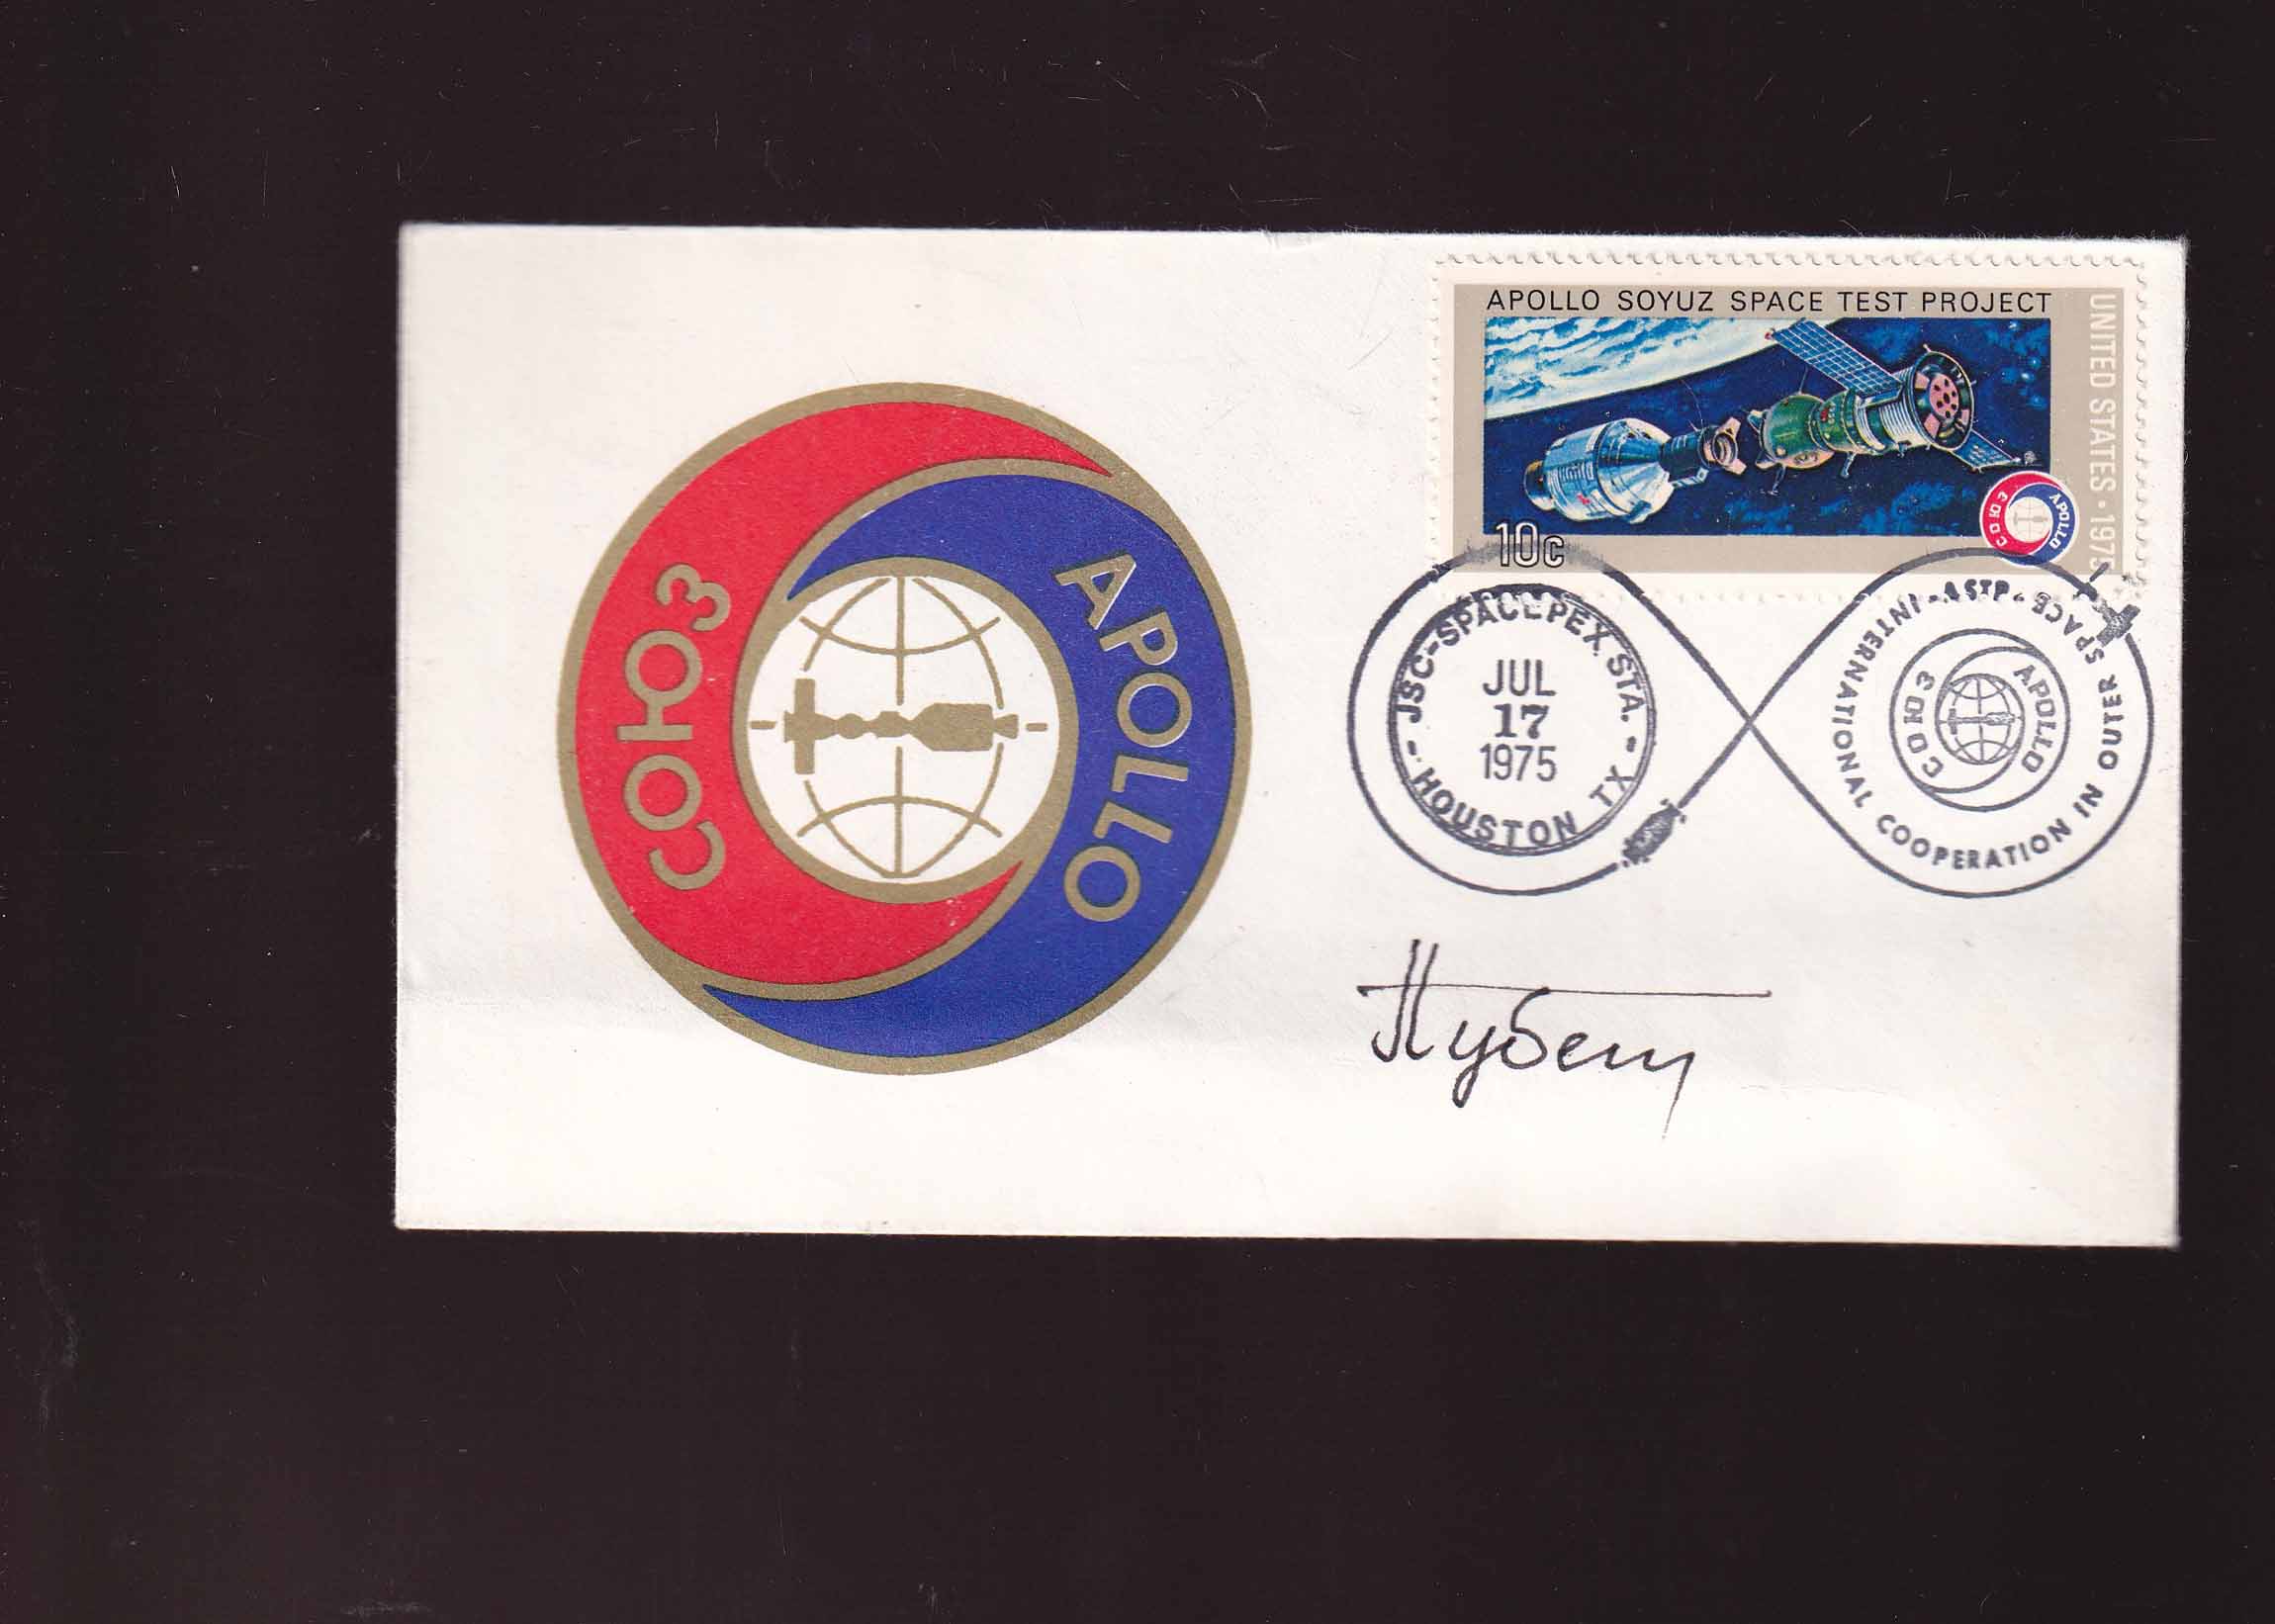 APOLLO SOYUZ SPACE TEST PROJECT
UNITED STATES · 1975
10c
СОЮЗ
APOLLO
СОЮЗ
APOLLO
JSC-SPACEPEX. STA.
JUL
17
1975
- HOUSTON TX -
- ASTP - INTERNATIONAL COOPERATION IN OUTER SPACE
СОЮЗ
APOLLO